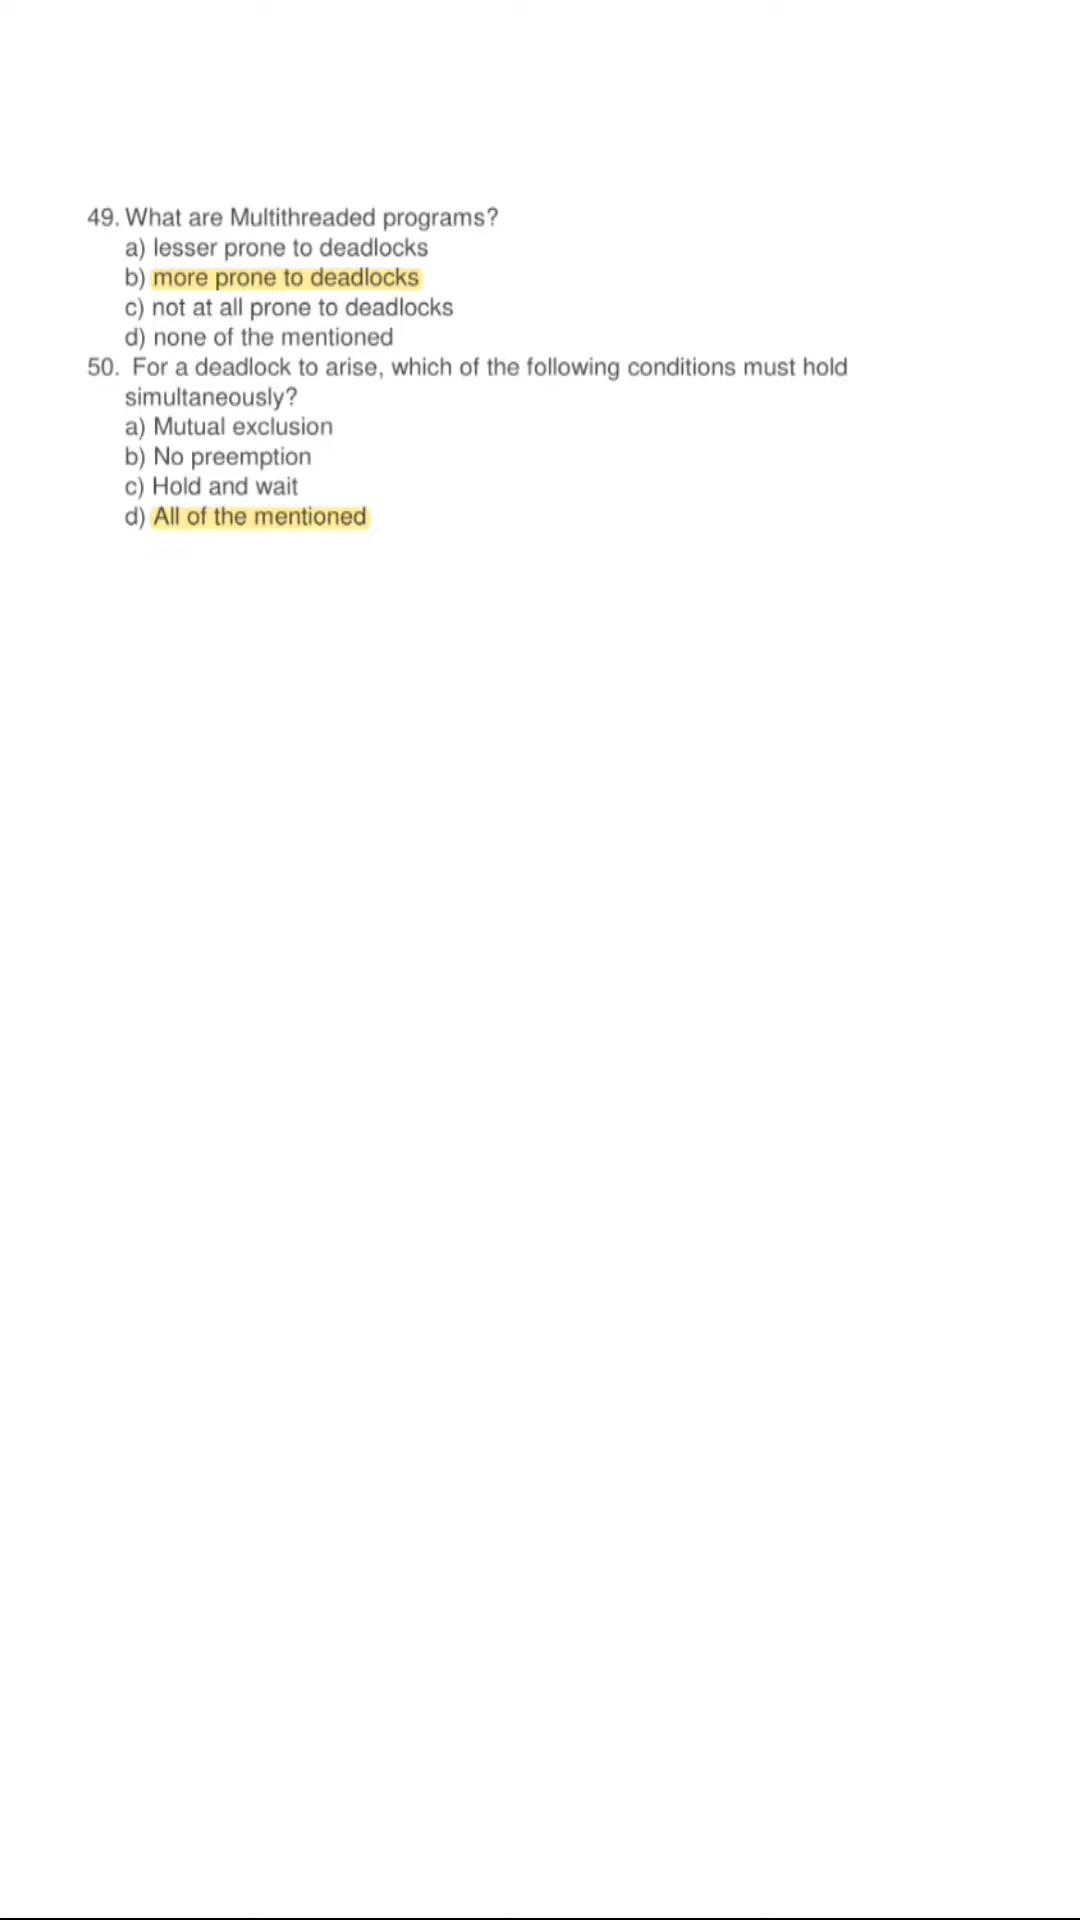 49. What are Multithreaded programs?
a) lesser prone to deadlocks
b) more prone to deadlocks
c) not at all prone to deadlocks
d) none of the mentioned
50. For a deadlock to arise, which of the following conditions must hold
simultaneously?
a) Mutual exclusion
b) No preemption
c) Hold and wait
d) All of the mentioned